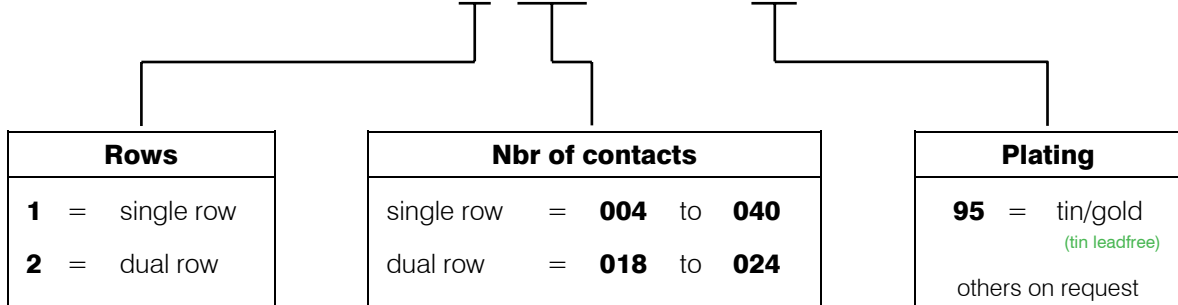 Rows
1 = single row
2 = dual row
Nbr of contacts
single row = 004 to 040
dual row = 018 to 024
Plating
95 = tin/gold
(tin leadfree)
others on request